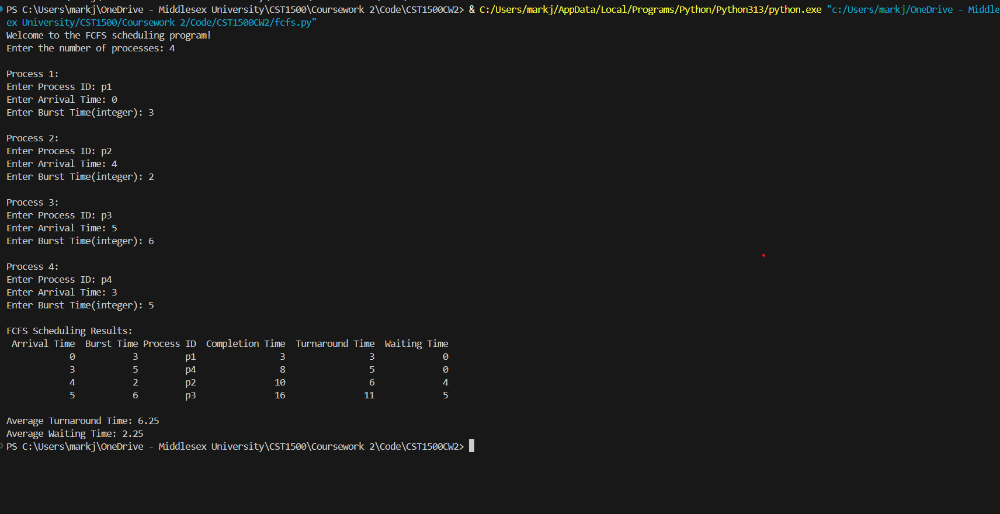 PS C:\Users\markj\OneDrive - Middlesex University\CST1500\Coursework 2\Code\CST1500CW2> & C:/Users/markj/AppData/Local/Programs/Python/Python313/python.exe "c:/Users/markj/OneDrive - Middle
ex University/CST1500/Coursework 2/Code/CST1500CW2/fcfs.py"
Welcome to the FCFS scheduling program!
Enter the number of processes: 4
Process 1:
Enter Process ID: p1
Enter Arrival Time: 0
Enter Burst Time(integer): 3
Process 2:
Enter Process ID: p2
Enter Arrival Time: 4
Enter Burst Time(integer): 2
Process 3:
Enter Process ID: p3
Enter Arrival Time: 5
Enter Burst Time(integer): 6
Process 4:
Enter Process ID: p4
Enter Arrival Time: 3
Enter Burst Time(integer): 5
FCFS Scheduling Results:
Arrival Time  Burst Time Process ID  Completion Time  Turnaround Time  Waiting Time
0 3 p1 3 3 0
3 5 p4 8 5 0
4 2 p2 10 6 4
5 6 p3 16 11 5
Average Turnaround Time: 6.25
Average Waiting Time: 2.25
PS C:\Users\markj\OneDrive - Middlesex University\CST1500\Coursework 2\Code\CST1500CW2>